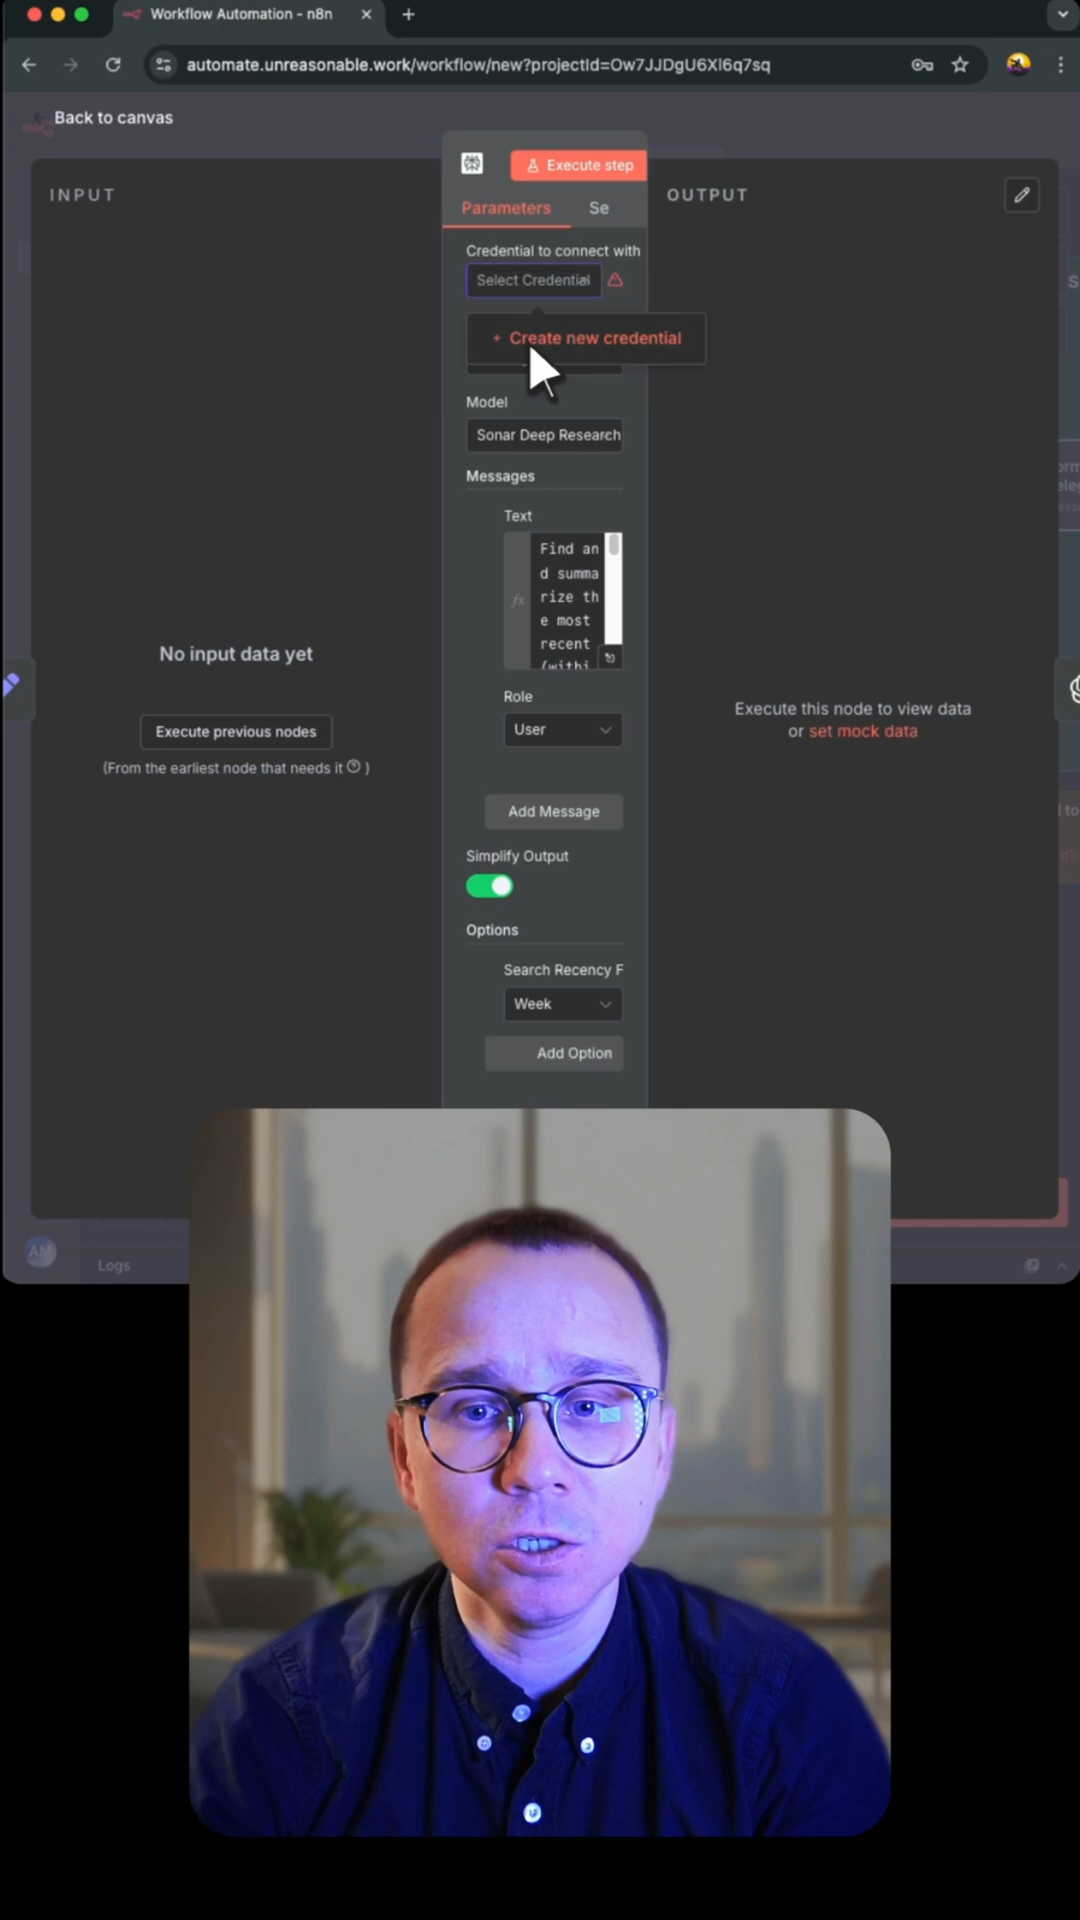 Workflow Automation - n8n
automate.unreasonable.work/workflow/new?projectId=Ow7JJDgU6Xl6q7sq
Back to canvas
INPUT
Execute step
OUTPUT
Parameters
Se
Credential to connect with
Select Credential
+ Create new credential
Model
Sonar Deep Research
Messages
Text
Find an
d summa
rize th
e most
recent
(withi
fx
No input data yet
Execute previous nodes
(From the earliest node that needs it ? )
Execute this node to view data
or set mock data
Role
User
Add Message
Simplify Output
Options
Search Recency F
Week
Add Option
AM
Logs